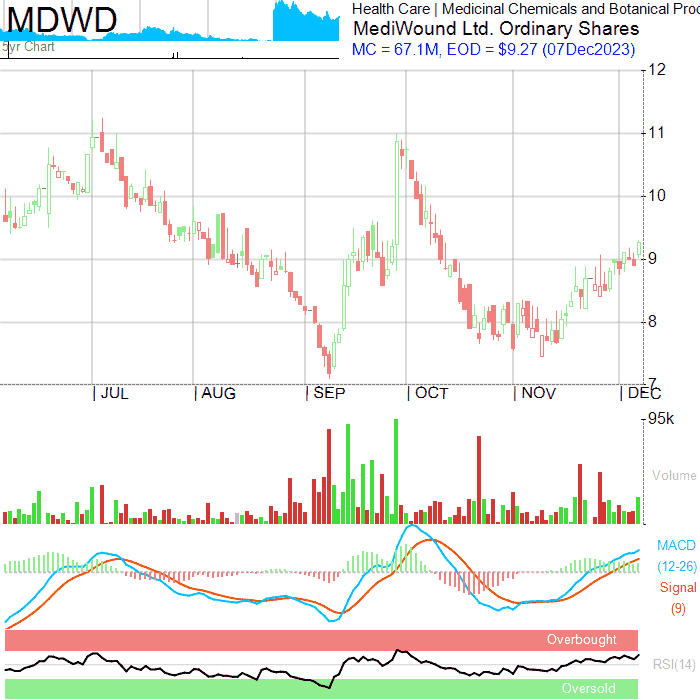 MDWD
5yr Chart
Health Care | Medicinal Chemicals and Botanical Proc
MediWound Ltd. Ordinary Shares
MC = 67.1M, EOD = $9.27 (07Dec2023)
12
11
10
9
8
7
| JUL | AUG | SEP | OCT | NOV | DEC
95k
Volume
MACD
(12-26)
Signal
(9)
Overbought
RSI(14)
Oversold